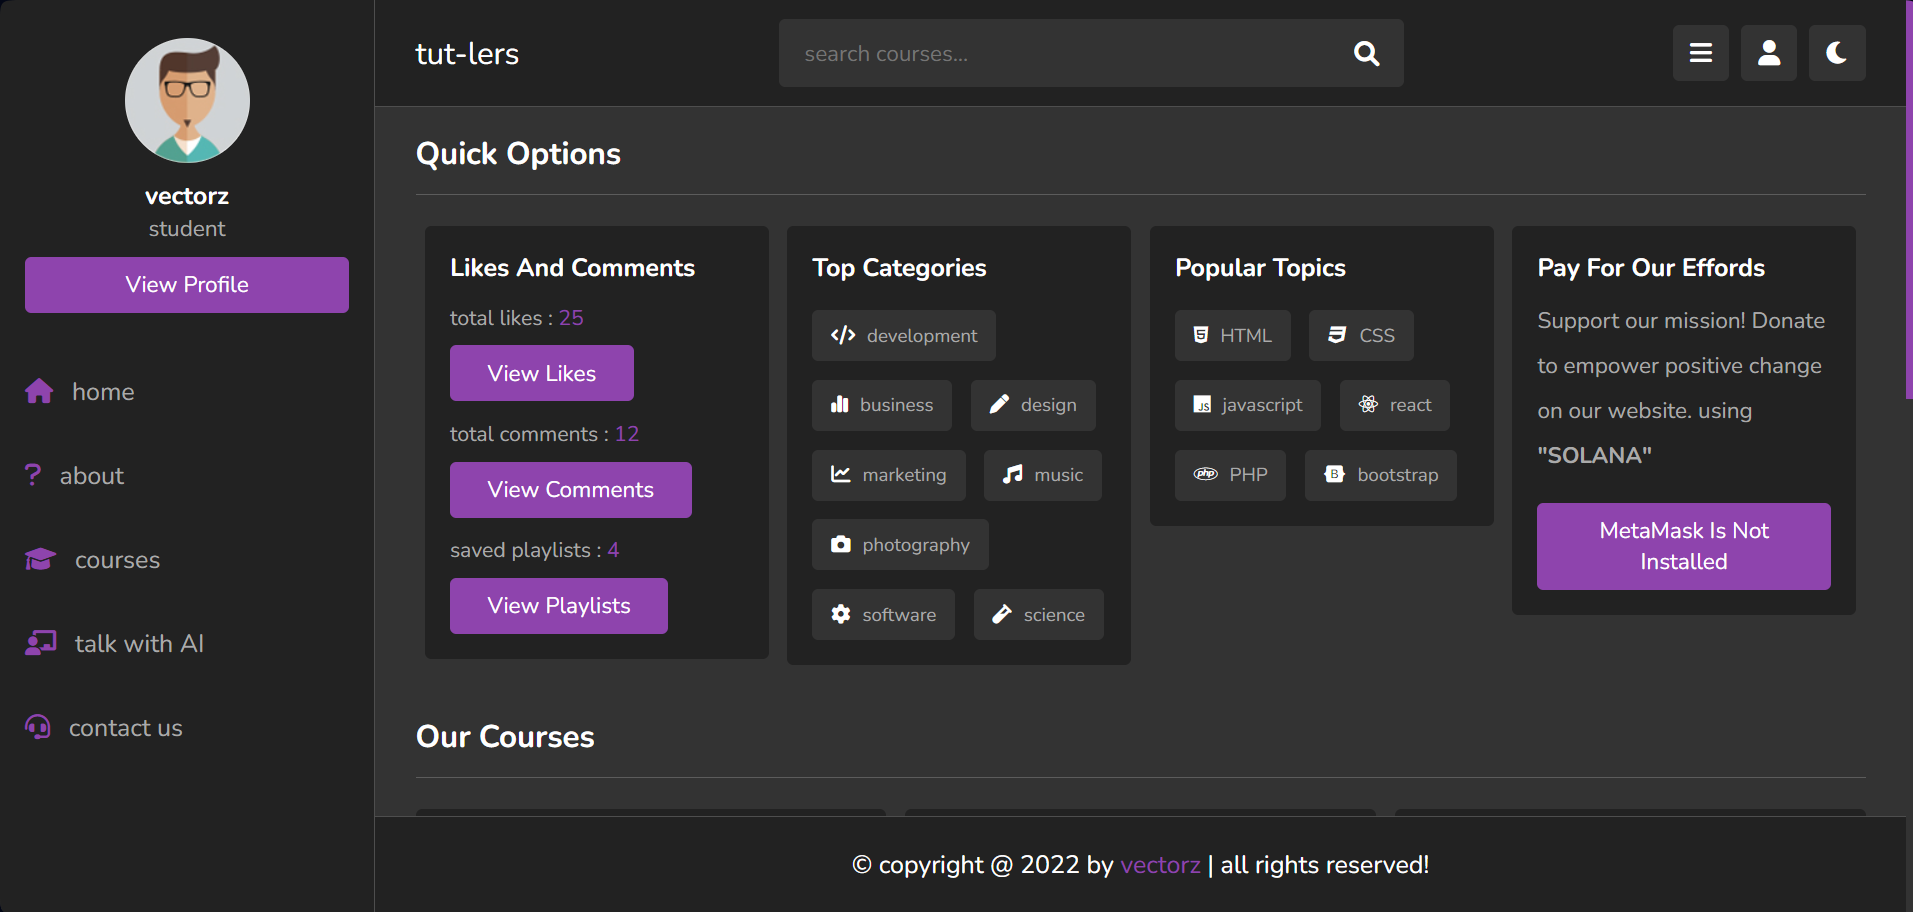 vectorz
student
View Profile
home
about
courses
talk with AI
contact us
tut-lers
search courses...
Quick Options
Likes And Comments
total likes : 25
View Likes
total comments : 12
View Comments
saved playlists : 4
View Playlists
Top Categories
development
business
design
marketing
music
photography
software
science
Popular Topics
HTML
CSS
javascript
react
PHP
bootstrap
Pay For Our Effords
Support our mission! Donate
to empower positive change
on our website. using
"SOLANA"
MetaMask Is Not
Installed
Our Courses
© copyright @ 2022 by vectorz | all rights reserved!